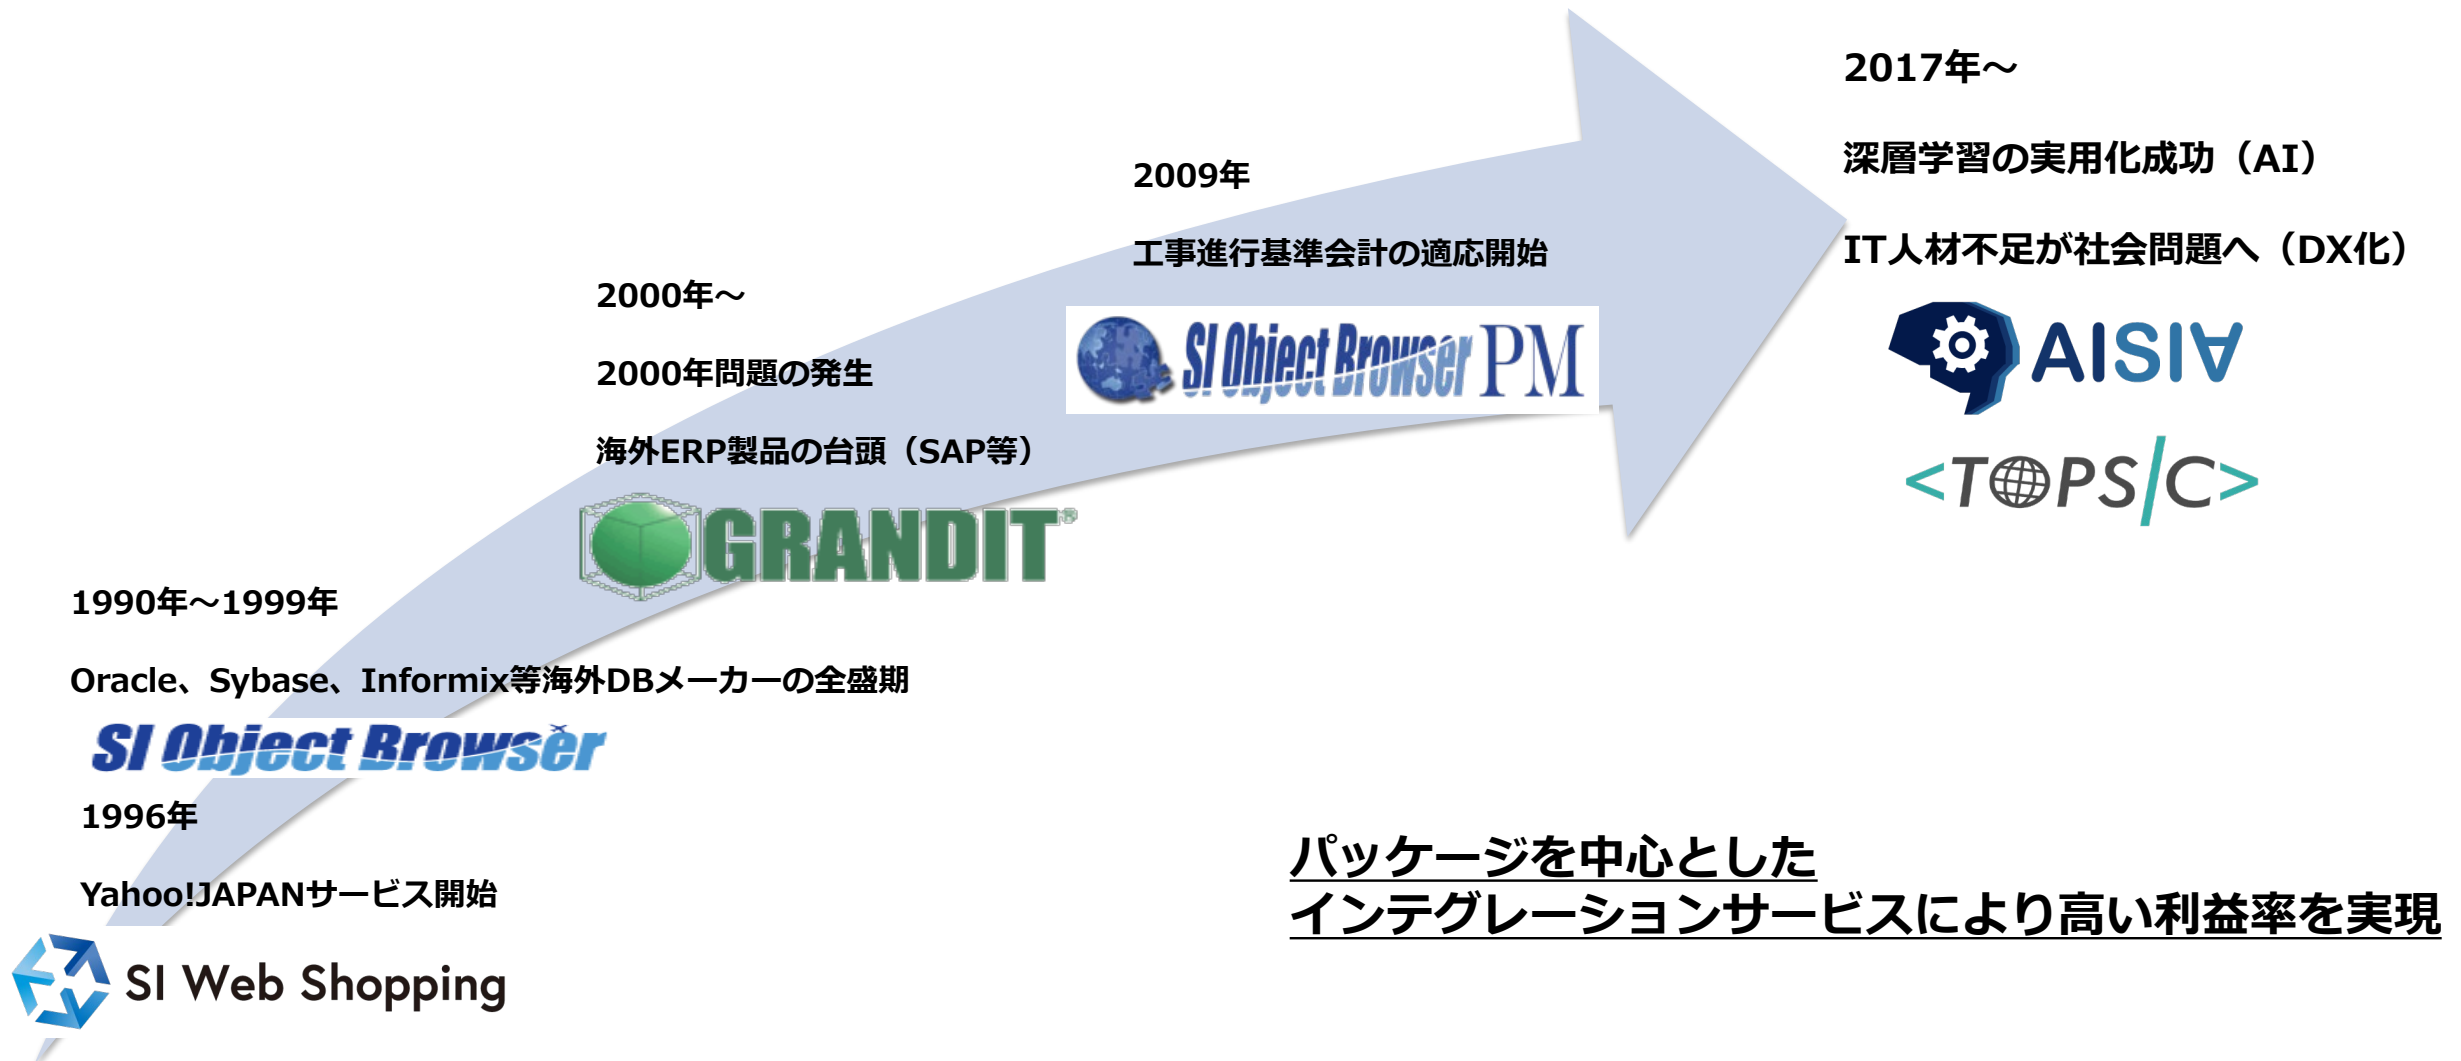 2017年～
深層学習の実用化成功（AI）
IT人材不足が社会問題へ（DX化）
AISI∀
<TOPS/C>
2009年
工事進行基準会計の適応開始
SI Object Browser PM
2000年～
2000年問題の発生
海外ERP製品の台頭（SAP等）
GRANDIT®
1990年～1999年
Oracle、Sybase、Informix等海外DBメーカーの全盛期
SI Object Browser
1996年
Yahoo!JAPANサービス開始
SI Web Shopping
パッケージを中心とした
インテグレーションサービスにより高い利益率を実現